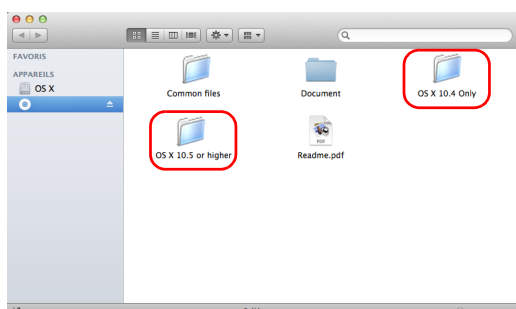 FAVORIS
APPAREILS
OS X
Common files
Document
OS X 10.4 Only
OS X 10.5 or higher
PDF
Readme.pdf